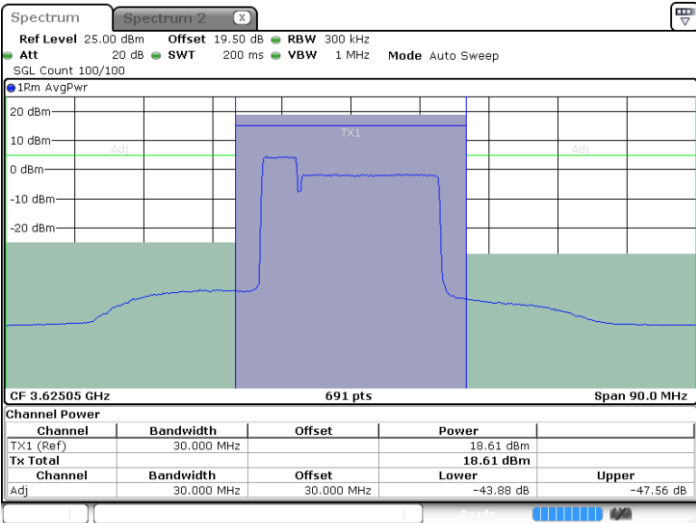 Spectrum Spectrum 2 X
Ref Level 25.00 dBm Offset 19.50 dB RBW 300 kHz
Att 20 dB SWT 200 ms VBW 1 MHz Mode Auto Sweep
SGL Count 100/100
1Rm AvgPwr
20 dBm
TX1
10 dBm
Adj Adj
0 dBm
-10 dBm
-20 dBm
CF 3.62505 GHz 691 pts Span 90.0 MHz
Channel Power
Channel Bandwidth Offset Power
TX1 (Ref) 30.000 MHz 18.61 dBm
Tx Total 18.61 dBm
Channel Bandwidth Offset Lower Upper
Adj 30.000 MHz 30.000 MHz -43.88 dB -47.56 dB
Ready